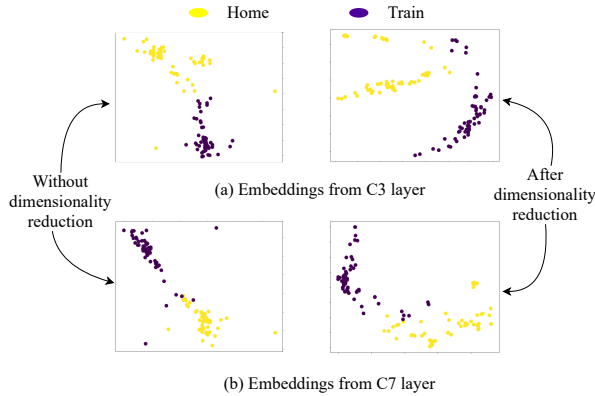 Home
Train
Without
dimensionality
reduction
After
dimensionality
reduction
(a) Embeddings from C3 layer
(b) Embeddings from C7 layer